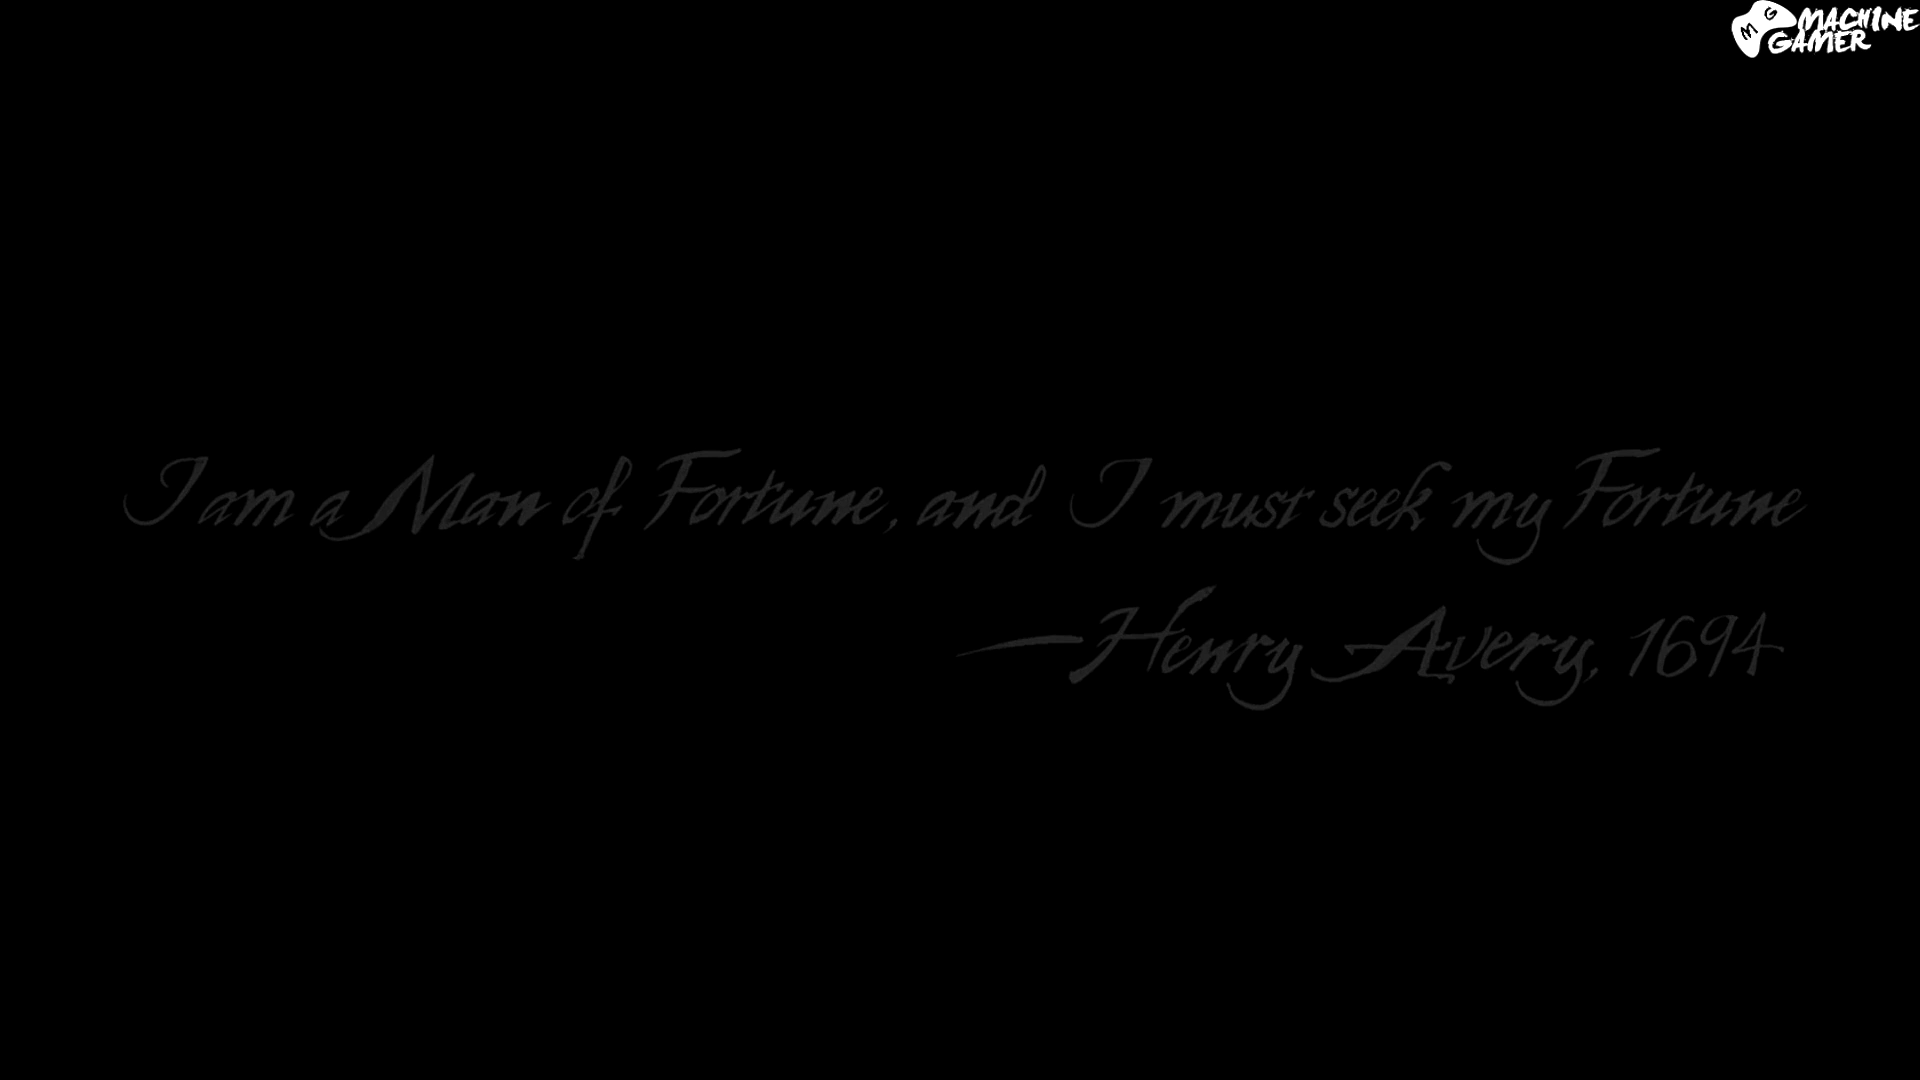 M G MACHINE
GAMER
I am a Man of Fortune, and I must seek my Fortune
—Henry Avery, 1694